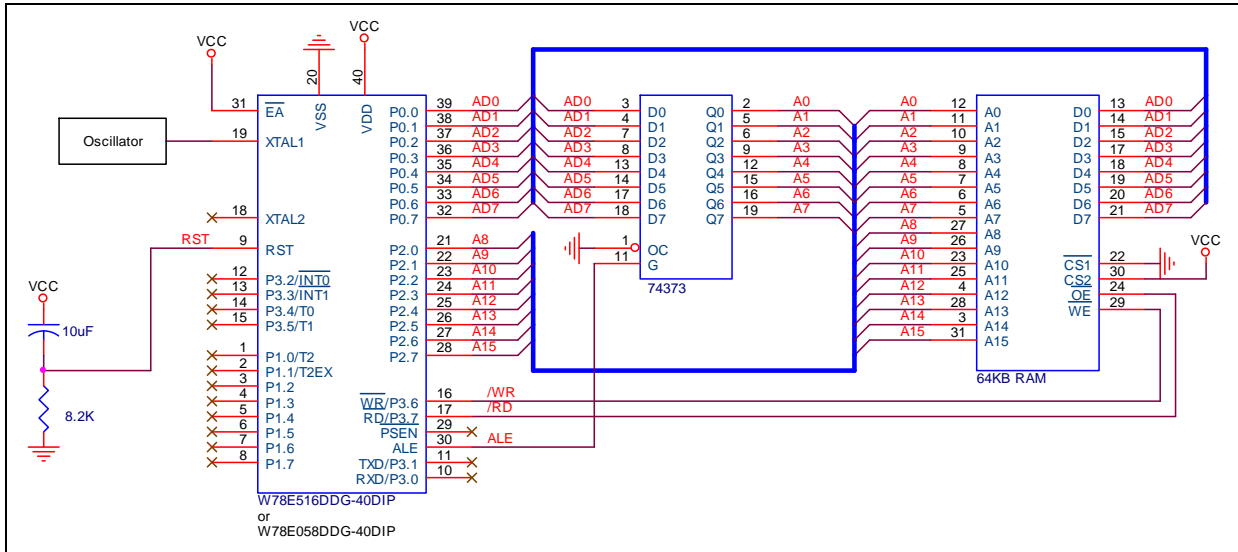 VCC
VCC
20
40
31 EA VSS VDD P0.0 39 AD0 AD0 3 D0 Q0 2 A0 A0 12 A0 D0 13 AD0
P0.1 38 AD1 AD1 4 D1 Q1 5 A1 A1 11 A1 D1 14 AD1
Oscillator 19 XTAL1 P0.2 37 AD2 AD2 7 D2 Q2 6 A2 A2 10 A2 D2 15 AD2
P0.3 36 AD3 AD3 8 D3 Q3 9 A3 A3 9 A3 D3 17 AD3
P0.4 35 AD4 AD4 13 D4 Q4 12 A4 A4 8 A4 D4 18 AD4
P0.5 34 AD5 AD5 14 D5 Q5 15 A5 A5 7 A5 D5 19 AD5
P0.6 33 AD6 AD6 17 D6 Q6 16 A6 A6 6 A6 D6 20 AD6
18 XTAL2 P0.7 32 AD7 AD7 18 D7 Q7 19 A7 A7 5 A7 D7 21 AD7
A8 27 A8
RST 9 RST P2.0 21 A8 1 OC A9 26 A9 VCC
P2.1 22 A9 11 G A10 23 A10 CS1 22
12 P3.2/INT0 P2.2 23 A10 A11 25 A11 CS2 30
13 P3.3/INT1 P2.3 24 A11 74373 A12 4 A12 OE 24
VCC 14 P3.4/T0 P2.4 25 A12 A13 28 A13 WE 29
15 P3.5/T1 P2.5 26 A13 A14 3 A14
10uF P2.6 27 A14 A15 31 A15
1 P1.0/T2 P2.7 28 A15
2 P1.1/T2EX 64KB RAM
3 P1.2
4 P1.3 WR/P3.6 16 /WR
8.2K 5 P1.4 RD/P3.7 17 /RD
6 P1.5 PSEN 29
7 P1.6 ALE 30 ALE
8 P1.7 TXD/P3.1 11
RXD/P3.0 10
W78E516DDG-40DIP
or
W78E058DDG-40DIP